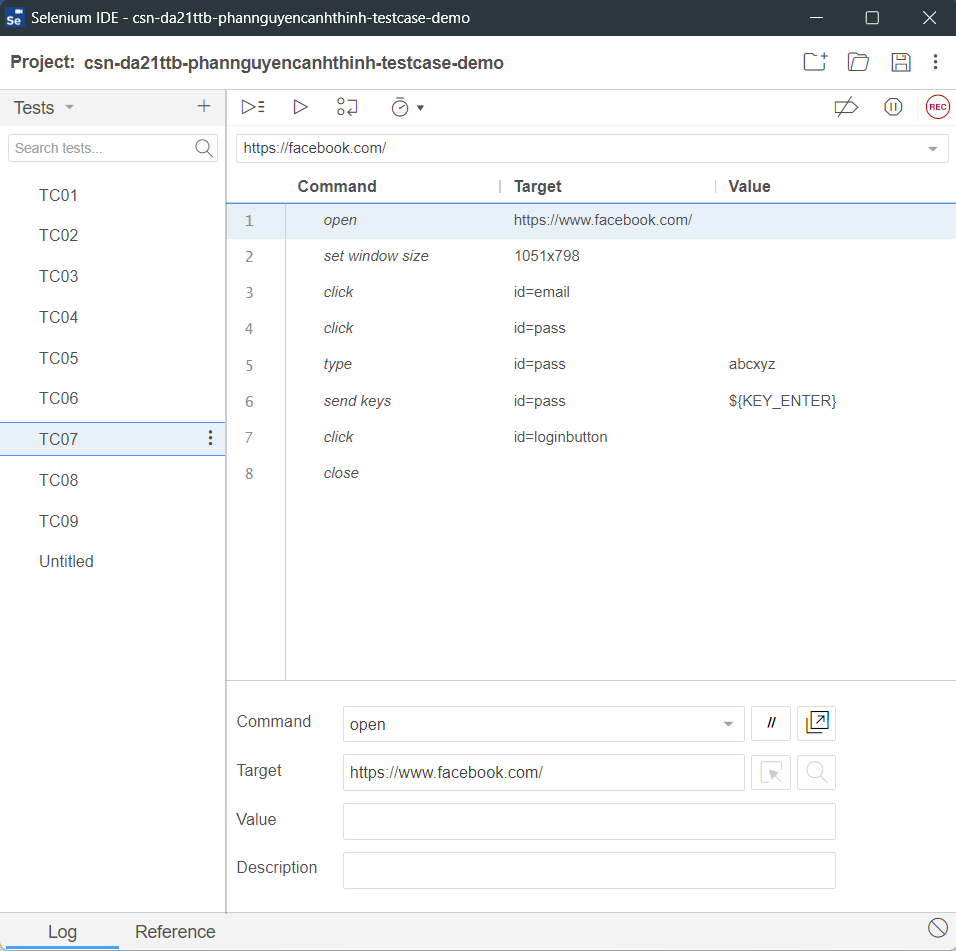 Se Selenium IDE - csn-da21ttb-phannguyencanhthinh-testcase-demo
Project: csn-da21ttb-phannguyencanhthinh-testcase-demo
Tests
REC
Search tests...
https://facebook.com/
TC01
TC02
TC03
TC04
TC05
TC06
TC07
TC08
TC09
Untitled
Command Target Value
1 open https://www.facebook.com/
2 set window size 1051x798
3 click id=email
4 click id=pass
5 type id=pass abcxyz
6 send keys id=pass ${KEY_ENTER}
7 click id=loginbutton
8 close
Command open //
Target https://www.facebook.com/
Value
Description
Log Reference